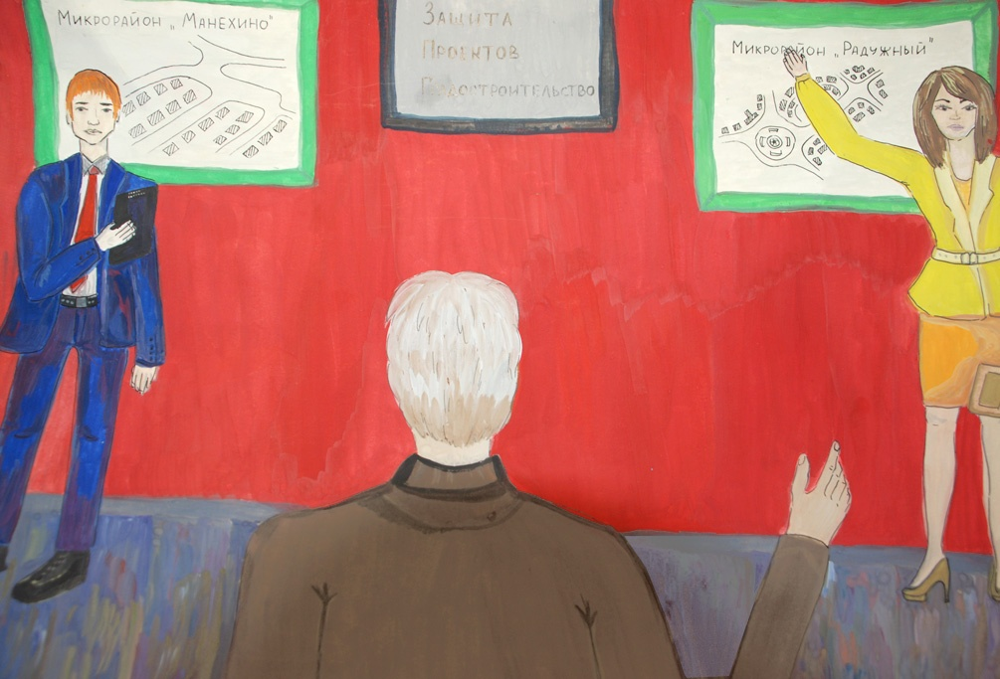 Микрорайон „Манехино"
Защита
Проектов
Градостроительство
Микрорайон „Радужный"